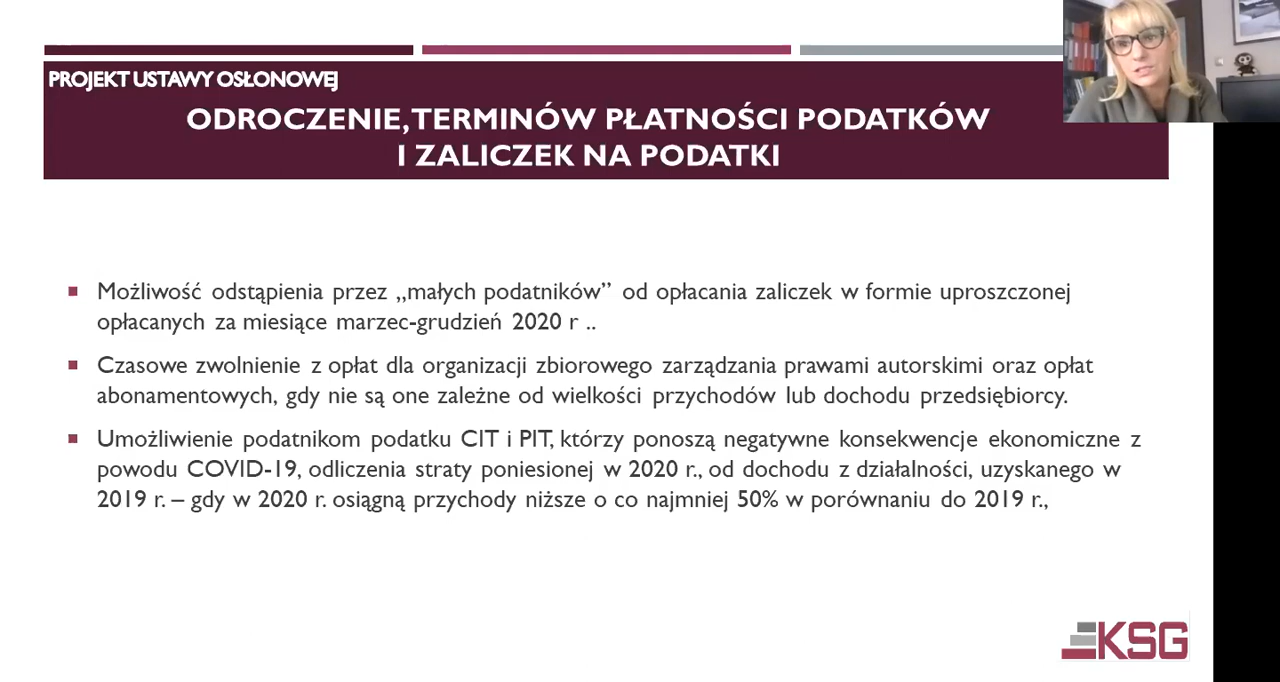 PROJEKT USTAWY OSŁONOWEJ
ODROCZENIE, TERMINÓW PŁATNOŚCI PODATKÓW
I ZALICZEK NA PODATKI
Możliwość odstąpienia przez „małych podatników” od opłacania zaliczek w formie uproszczonej
opłacanych za miesiące marzec-grudzień 2020 r ..
Czasowe zwolnienie z opłat dla organizacji zbiorowego zarządzania prawami autorskimi oraz opłat
abonamentowych, gdy nie są one zależne od wielkości przychodów lub dochodu przedsiębiorcy.
Umożliwienie podatnikom podatku CIT i PIT, którzy ponoszą negatywne konsekwencje ekonomiczne z
powodu COVID-19, odliczenia straty poniesionej w 2020 r., od dochodu z działalności, uzyskanego w
2019 r. – gdy w 2020 r. osiągną przychody niższe o co najmniej 50% w porównaniu do 2019 r.,
KSG